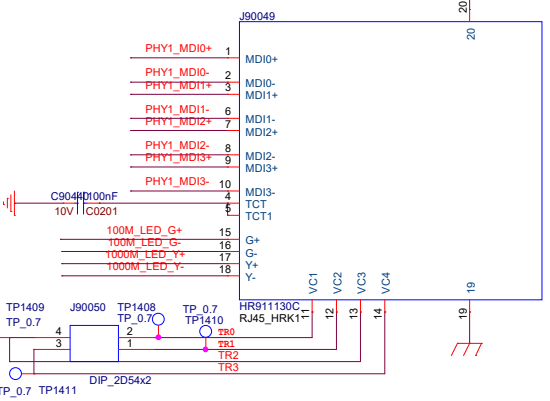 20
J90049
20
PHY1_MDI0+ 1 MDI0+
PHY1_MDI0- 2 MDI0-
PHY1_MDI1+ 3 MDI1+
PHY1_MDI1- 6 MDI1-
PHY1_MDI2+ 7 MDI2+
PHY1_MDI2- 8 MDI2-
PHY1_MDI3+ 9 MDI3+
PHY1_MDI3- 10 MDI3-
100nF 4 TCT
10V C0201 5 TCT1
100M_LED_G+ 15 G+
100M_LED_G- 16 G-
1000M_LED_Y+ 17 Y+
1000M_LED_Y- 18 Y-
VC1 VC2 VC3 VC4 19
HR911130C
RJ45_HRK1
11 12 13 14 19
TP1409 J90050 TP1408 TP_0.7
TP_0.7 TP_0.7 TP1410
4 2 TR0
3 1 TR1
TR2
TR3
DIP_2D54x2
TP_0.7 TP1411